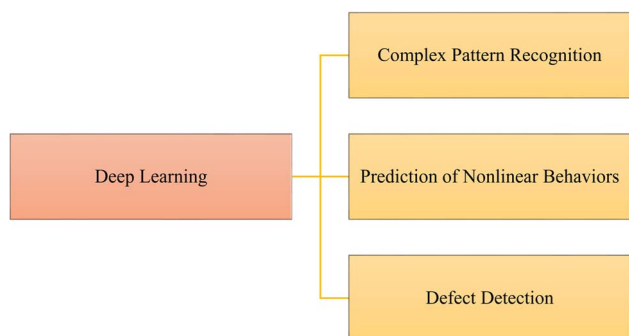 Complex Pattern Recognition
Deep Learning
Prediction of Nonlinear Behaviors
Defect Detection